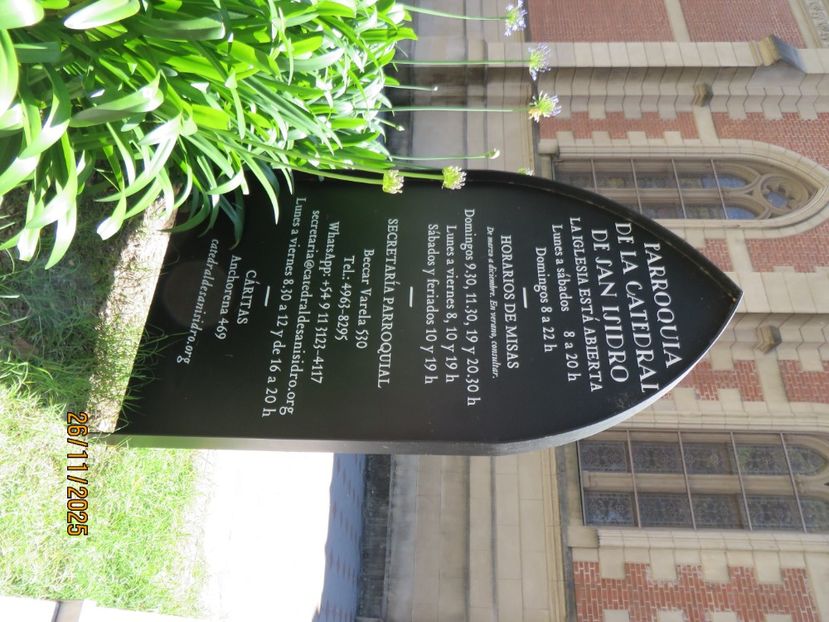 PARROQUIA
DE LA CATEDRAL
DE SAN ISIDRO
LA IGLESIA ESTÁ ABIERTA
Lunes a sábados 8 a 20 h
Domingos 8 a 22 h
HORARIOS DE MISAS
De marzo a diciembre. En verano, consultar.
Domingos 9.30, 11.30, 19 y 20.30 h
Lunes a viernes 8, 10 y 19 h
Sábados y feriados 10 y 19 h
SECRETARÍA PARROQUIAL
Beccar Varela 530
Tel. 4963-8295
WhatsApp: +54 9 11 3122-4117
secretaria@catedraldesanisidro.org
Lunes a viernes 8.30 a 12 y de 16 a 20 h
CÁRITAS
Anchorena 469
catedraldesanisidro.org
26/11/2025